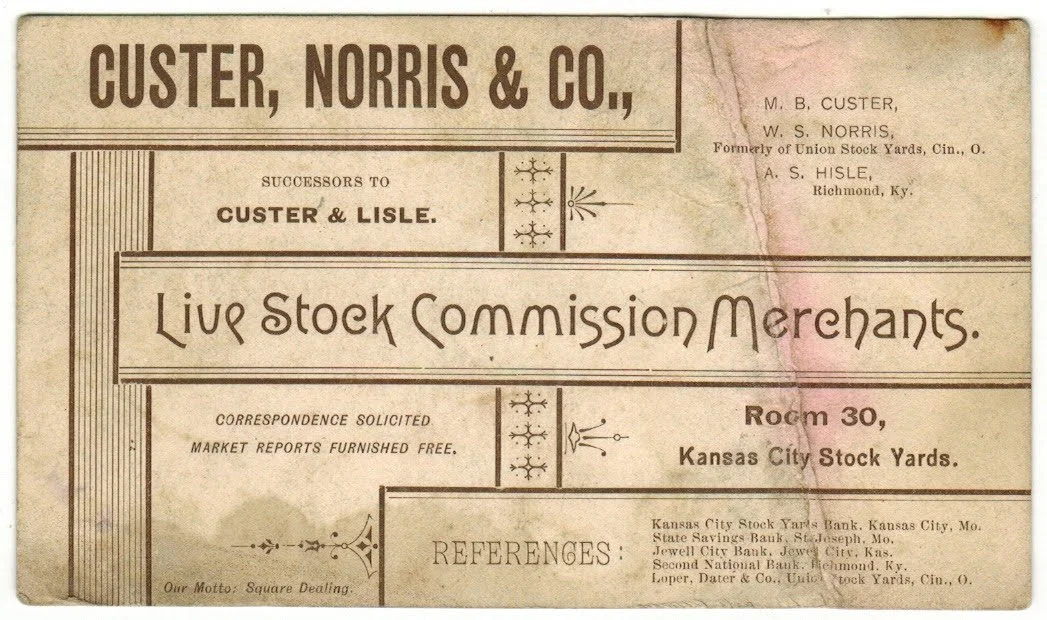 CUSTER, NORRIS & CO.,
M. B. CUSTER,
W. S. NORRIS,
Formerly of Union Stock Yards, Cin., O.
A. S. HISLE,
Richmond, Ky.
SUCCESSORS TO
CUSTER & LISLE.
Live Stock Commission Merchants.
CORRESPONDENCE SOLICITED
MARKET REPORTS FURNISHED FREE.
Room 30,
Kansas City Stock Yards.
REFERENCES:
Kansas City Stock Yards Bank, Kansas City, Mo.
State Savings Bank, St. Joseph, Mo.
Jewell City Bank, Jewell City, Kas.
Second National Bank, Richmond, Ky.
Loper, Dater & Co., Union Stock Yards, Cin., O.
Our Motto: Square Dealing.